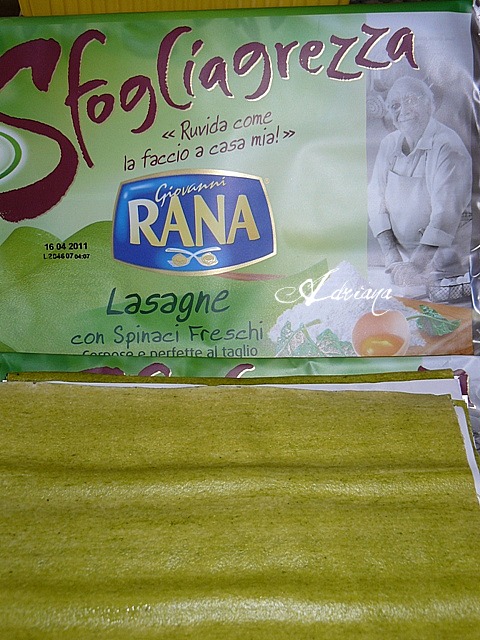 Sfogliagrezza
« Ruvida come
la faccio a casa mia! »
Giovanni
RANA
16 04 2011
Lasagne
con Spinaci Freschi
Corpose e perfette al taglio
Adriana